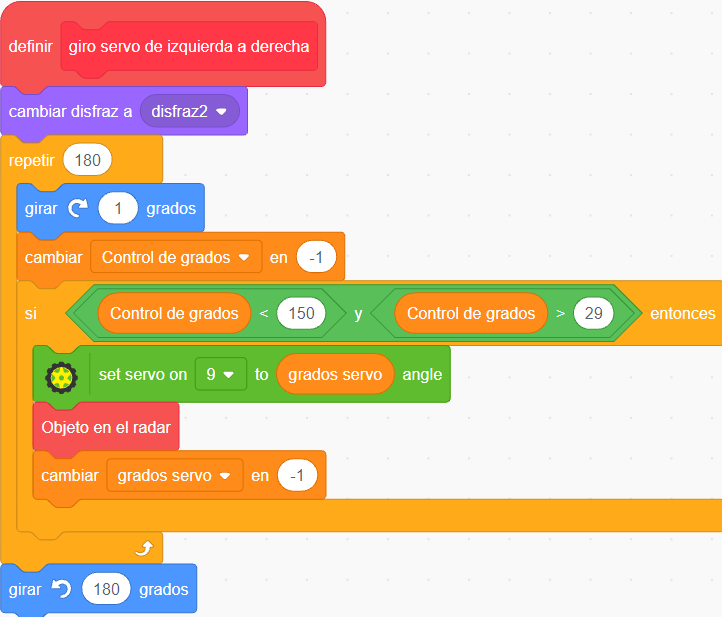 definir giro servo de izquierda a derecha
cambiar disfraz a disfraz2
repetir 180
girar 1 grados
cambiar Control de grados en -1
si Control de grados < 150 y Control de grados > 29 entonces
set servo on 9 to grados servo angle
Objeto en el radar
cambiar grados servo en -1
girar 180 grados